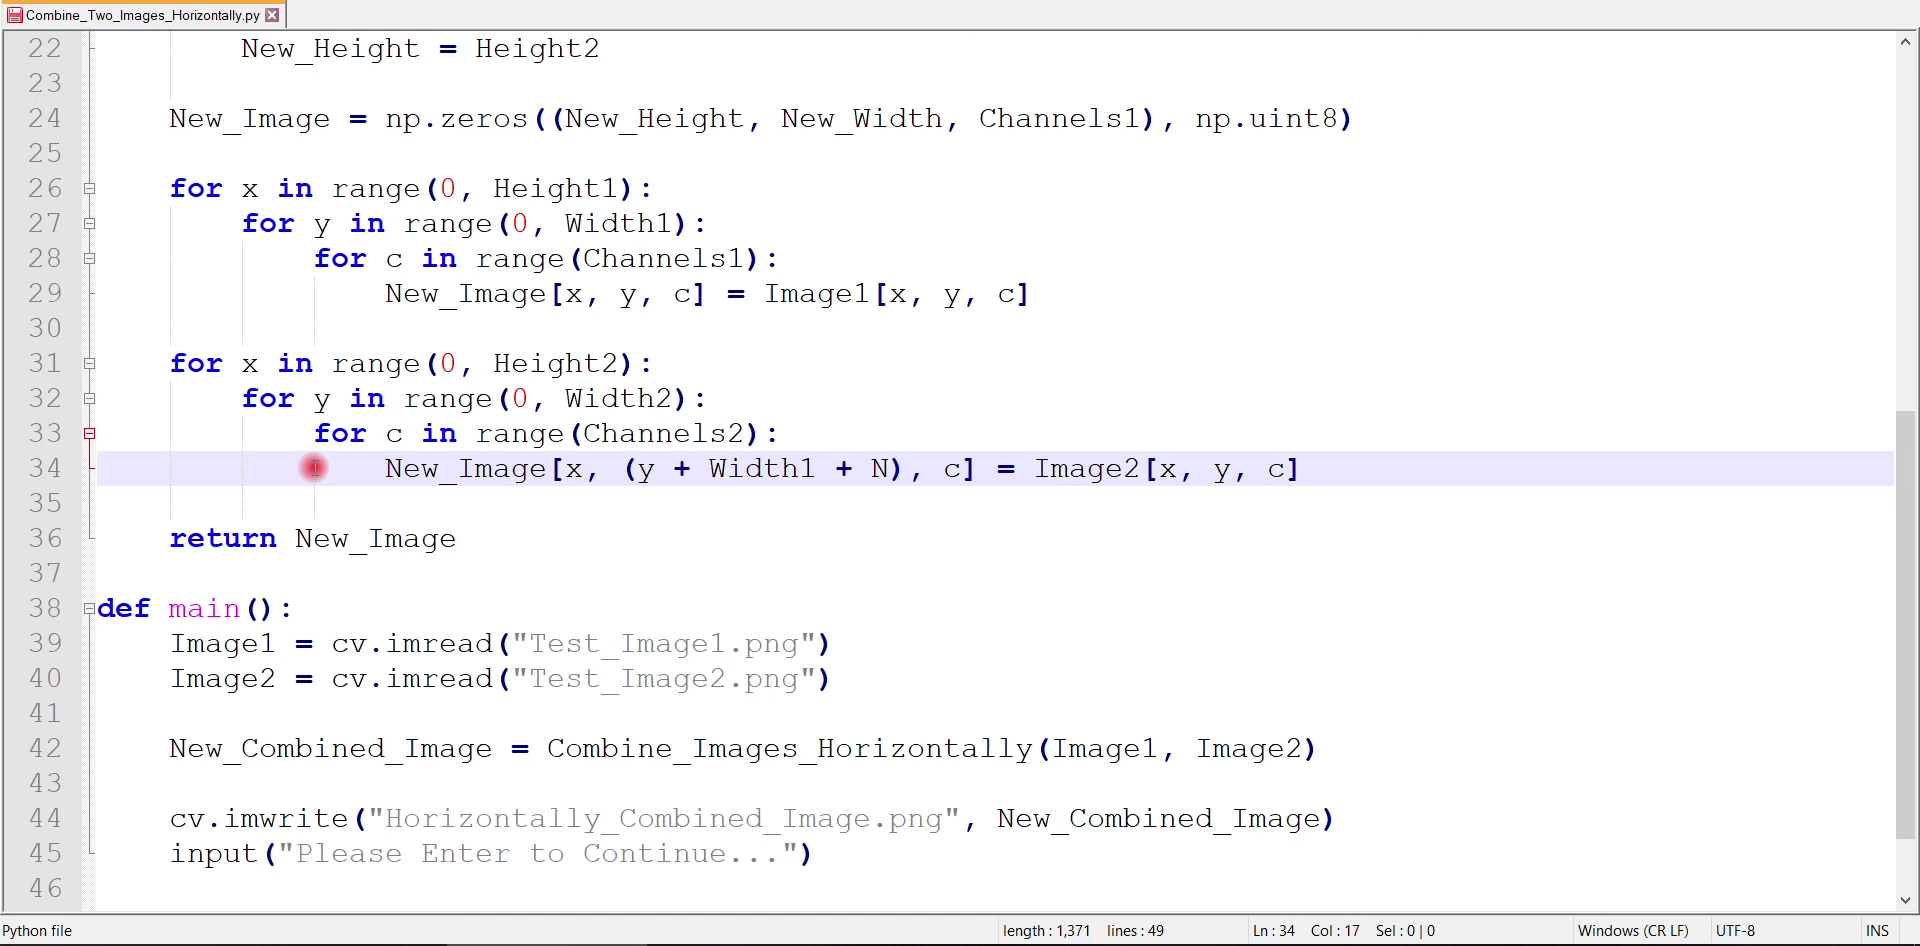 Combine_Two_Images_Horizontally.py
22 New_Height = Height2
23
24 New_Image = np.zeros((New_Height, New_Width, Channels1), np.uint8)
25
26 for x in range(0, Height1):
27 for y in range(0, Width1):
28 for c in range(Channels1):
29 New_Image[x, y, c] = Image1[x, y, c]
30
31 for x in range(0, Height2):
32 for y in range(0, Width2):
33 for c in range(Channels2):
34 New_Image[x, (y + Width1 + N), c] = Image2[x, y, c]
35
36 return New_Image
37
38 def main():
39 Image1 = cv.imread("Test_Image1.png")
40 Image2 = cv.imread("Test_Image2.png")
41
42 New_Combined_Image = Combine_Images_Horizontally(Image1, Image2)
43
44 cv.imwrite("Horizontally_Combined_Image.png", New_Combined_Image)
45 input("Please Enter to Continue...")
46
Python file length : 1,371 lines : 49 Ln : 34 Col : 17 Sel : 0 | 0 Windows (CR LF) UTF-8 INS